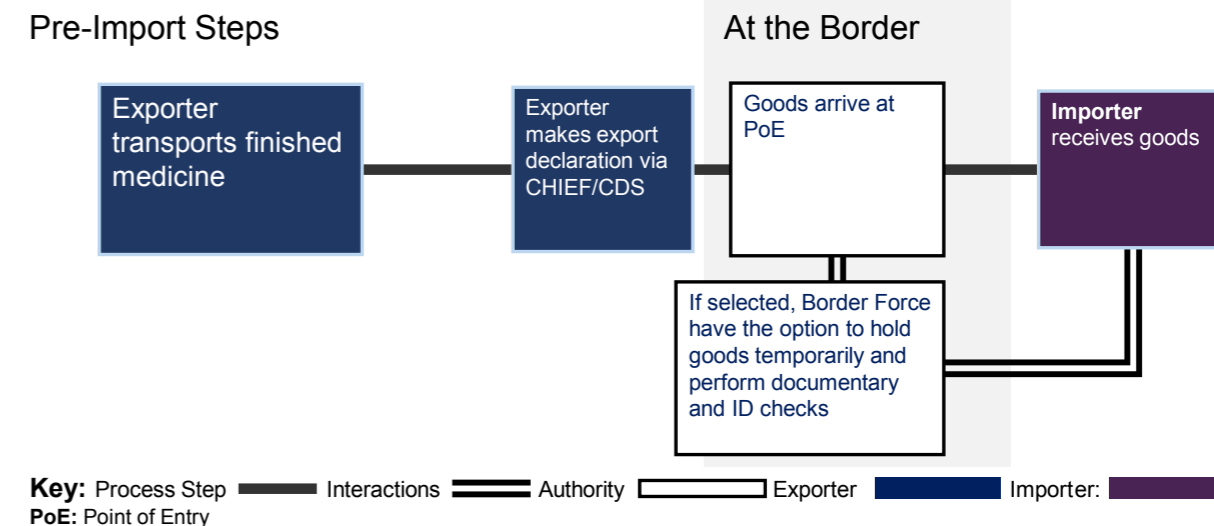 Pre-Import Steps
At the Border
Exporter
transports finished
medicine
Exporter
makes export
declaration via
CHIEF/CDS
Goods arrive at
PoE
Importer
receives goods
If selected, Border Force
have the option to hold
goods temporarily and
perform documentary
and ID checks
Key: Process Step Interactions Authority Exporter Importer:
PoE: Point of Entry